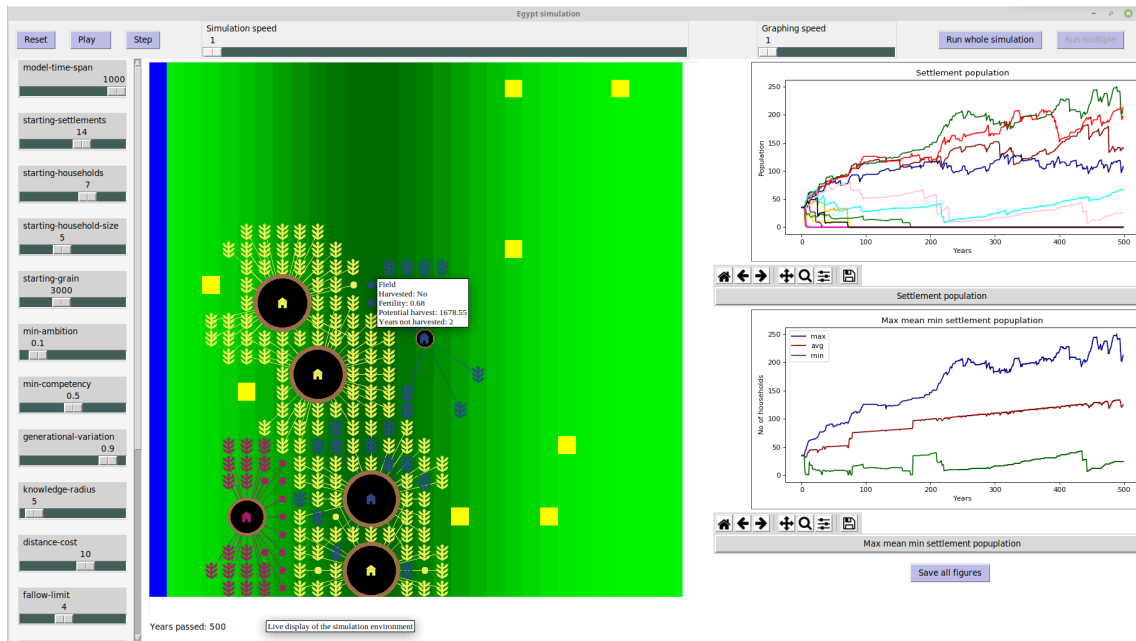 Egypt simulation
Reset
Play
Step
Simulation speed
1
Graphing speed
1
Run whole simulation
Run multiple
model-time-span
1000
starting-settlements
14
starting-households
7
starting-household-size
5
starting-grain
3000
min-ambition
0.1
min-competency
0.5
generational-variation
0.9
knowledge-radius
5
distance-cost
10
fallow-limit
4
Field
Harvested: No
Fertility: 0.68
Potential harvest: 1678.55
Years not harvested: 2
Years passed: 500
Live display of the simulation environment
Settlement population
Population
250
200
150
100
50
0
0 100 200 300 400 500
Years
Settlement population
Max mean min settlement popuplation
No of households
max
avg
min
250
200
150
100
50
0
0 100 200 300 400 500
Years
Max mean min settlement popuplation
Save all figures